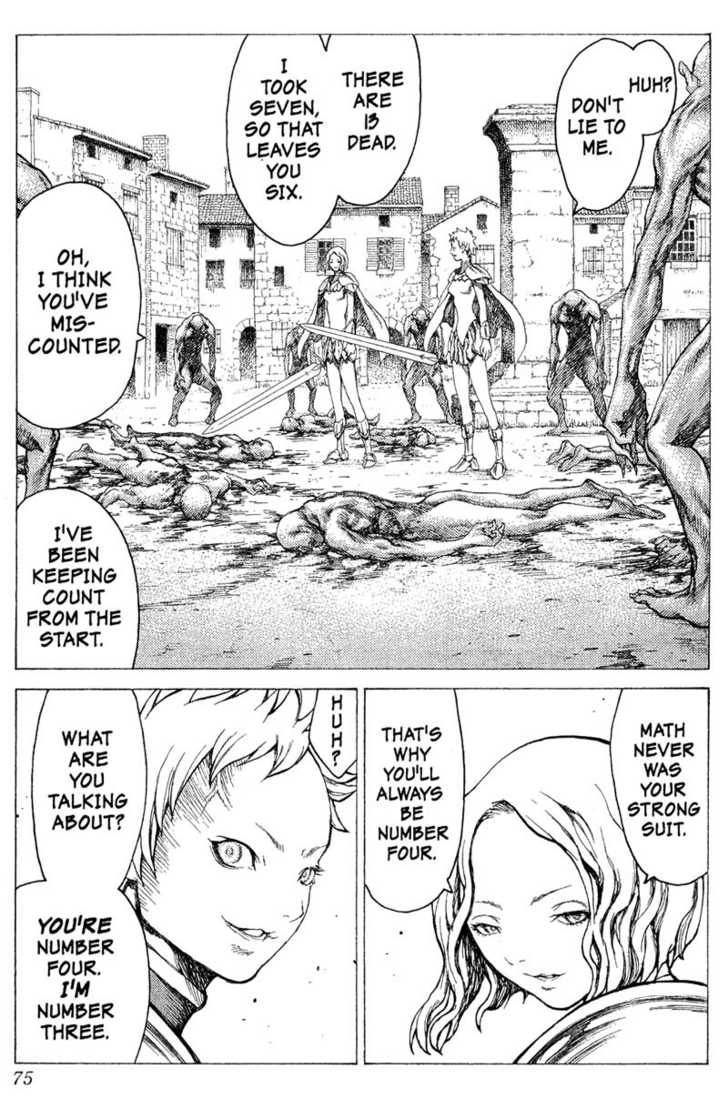 HUH?
DON'T
LIE TO
ME.
THERE
ARE
13
DEAD.
I
TOOK
SEVEN,
SO THAT
LEAVES
YOU
SIX.
OH,
I THINK
YOU'VE
MIS-
COUNTED.
I'VE
BEEN
KEEPING
COUNT
FROM THE
START.
MATH
NEVER
WAS
YOUR
STRONG
SUIT.
THAT'S
WHY
YOU'LL
ALWAYS
BE
NUMBER
FOUR.
HUH?
WHAT
ARE
YOU
TALKING
ABOUT?
YOU'RE
NUMBER
FOUR.
I'M
NUMBER
THREE.
75